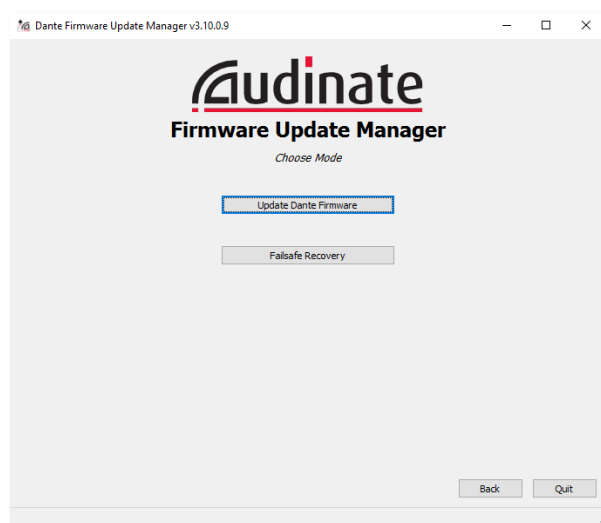 Dante Firmware Update Manager v3.10.0.9
Audinate
Firmware Update Manager
Choose Mode
Update Dante Firmware
Failsafe Recovery
Back Quit